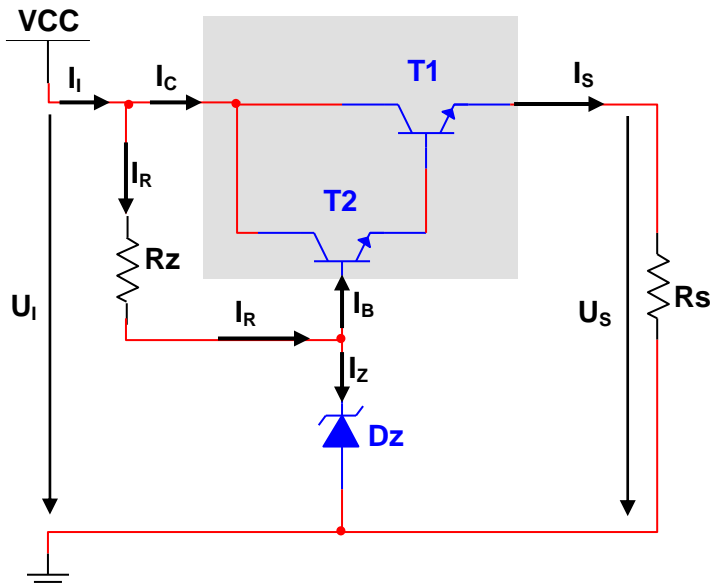 VCC
I_I
I_C
T1
I_S
I_R
T2
Rz
U_I
I_R
I_B
U_S
Rs
I_Z
Dz